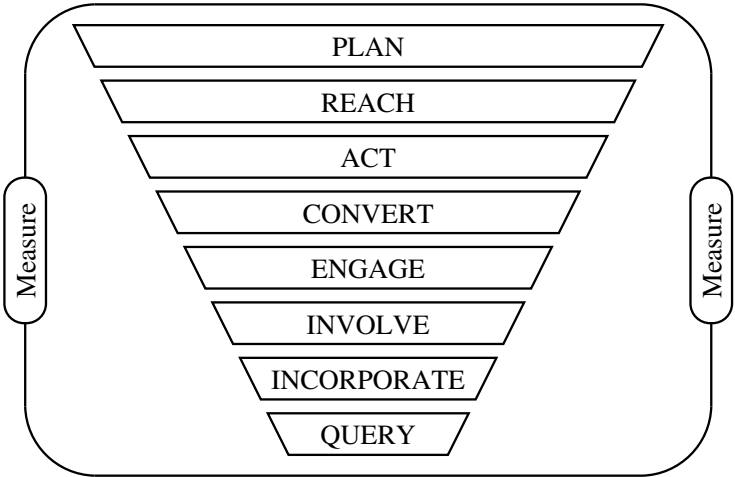 PLAN
REACH
ACT
CONVERT
ENGAGE
INVOLVE
INCORPORATE
QUERY
Measure
Measure